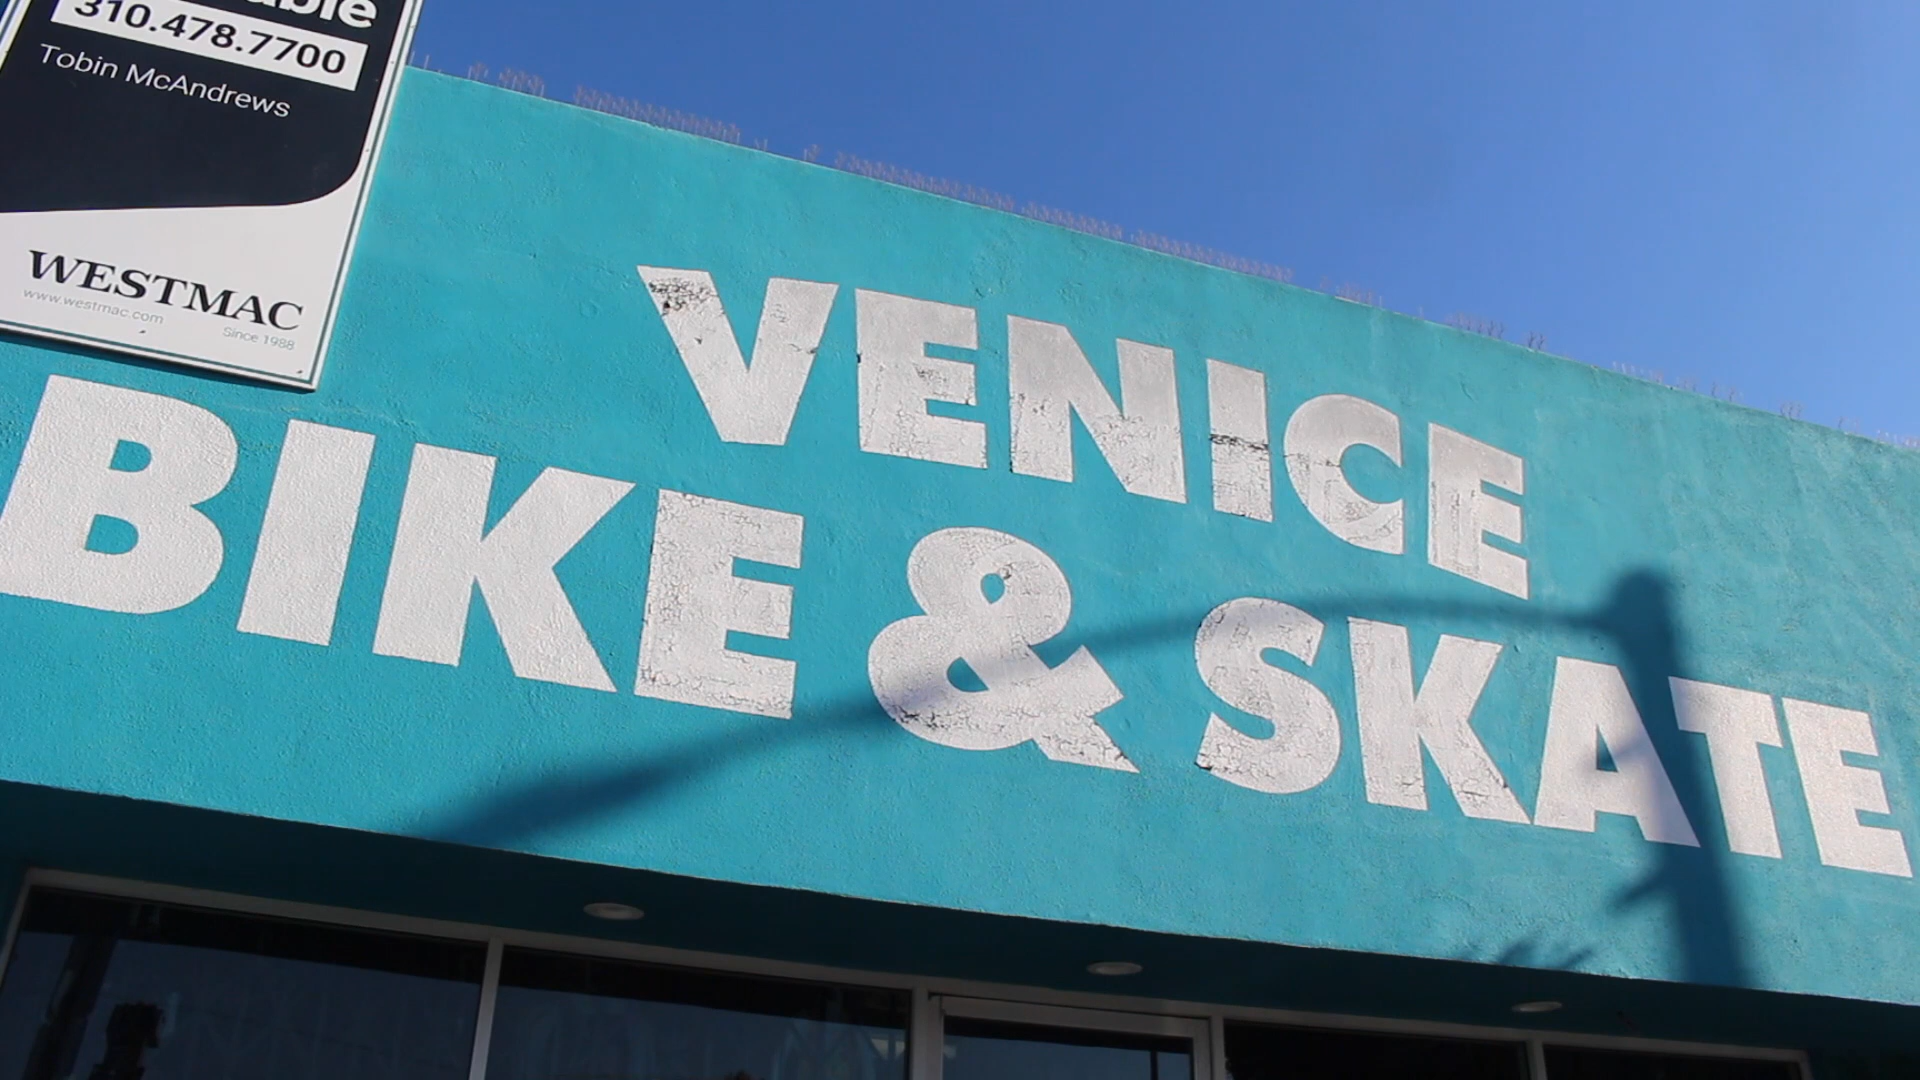 310.478.7700
Tobin McAndrews
WESTMAC
www.westmac.com
Since 1988
VENICE
BIKE & SKATE